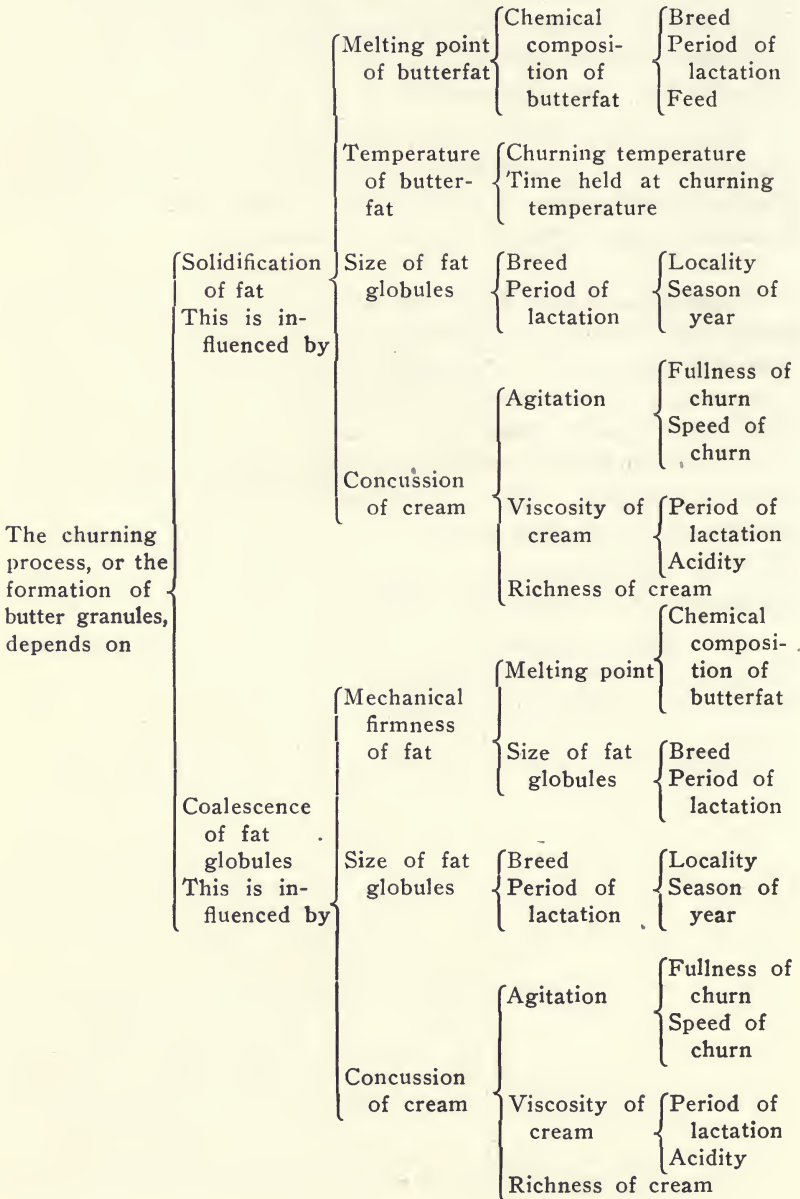 Chemical
composi-
tion of
butterfat
Breed
Period of
lactation
Feed
Melting point
of butterfat
Temperature
of butter-
fat
Churning temperature
Time held at churning
temperature
Solidification
of fat
This is in-
fluenced by
Size of fat
globules
Breed
Period of
lactation
Locality
Season of
year
Concussion
of cream
Agitation
Fullness of
churn
Speed of
churn
Viscosity of
cream
Period of
lactation
Acidity
Richness of cream
The churning
process, or the
formation of
butter granules,
depends on
Coalescence
of fat
globules
This is in-
fluenced by
Mechanical
firmness
of fat
Melting point
Chemical
composi-
tion of
butterfat
Size of fat
globules
Breed
Period of
lactation
Size of fat
globules
Breed
Period of
lactation
Locality
Season of
year
Concussion
of cream
Agitation
Fullness of
churn
Speed of
churn
Viscosity of
cream
Period of
lactation
Acidity
Richness of cream